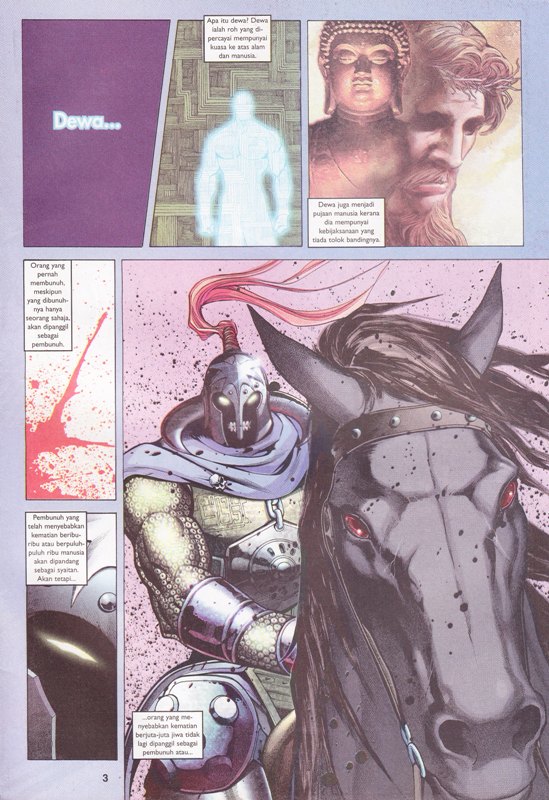 Dewa...
Apa itu dewa? Dewa
ialah roh yang di-
percayai mempunyai
kuasa ke atas alam
dan manusia.
Dewa juga menjadi
pujaan manusia kerana
dia mempunyai
kebijaksanaan yang
tiada tolok bandingnya.
Orang yang
pernah
membunuh,
meskipun
yang dibunuh-
nya hanya
seorang sahaja,
akan dipanggil
sebagai
pembunuh.
Pembunuh yang
telah menyebabkan
kematian beribu-
ribu atau berpuluh-
puluh ribu manusia
akan dipandang
sebagai syaitan.
Akan tetapi...
...orang yang me-
nyebabkan kematian
berjuta-juta jiwa tidak
lagi dipanggil sebagai
pembunuh atau...
3